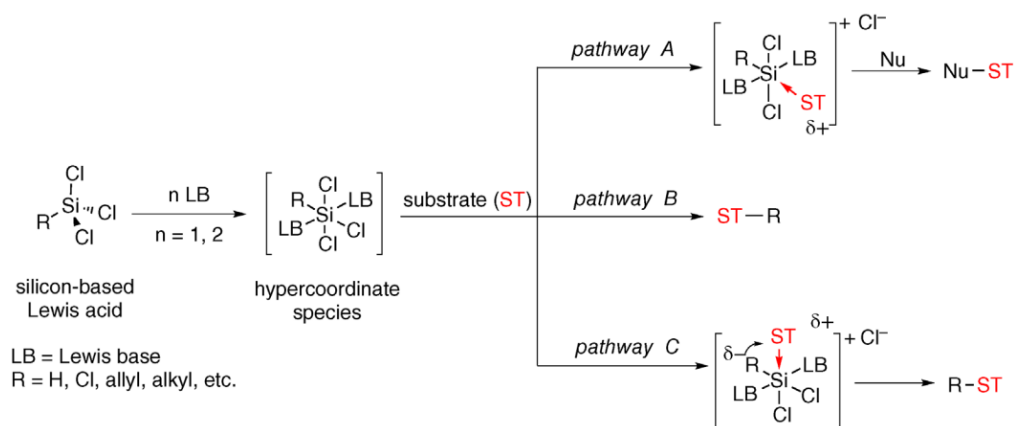 Cl
Si
R
Cl
Cl
silicon-based
Lewis acid
LB = Lewis base
R = H, Cl, allyl, alkyl, etc.
n LB
n = 1, 2
Cl
R
LB
Si
LB
Cl
Cl
hypercoordinate
species
substrate (ST)
pathway A
Cl
R
LB
Si
LB
ST
Cl
δ+
+ Cl–
Nu
Nu–ST
pathway B
ST–R
pathway C
δ+
ST
δ–
R
LB
Si
LB
Cl
Cl
+ Cl–
R–ST